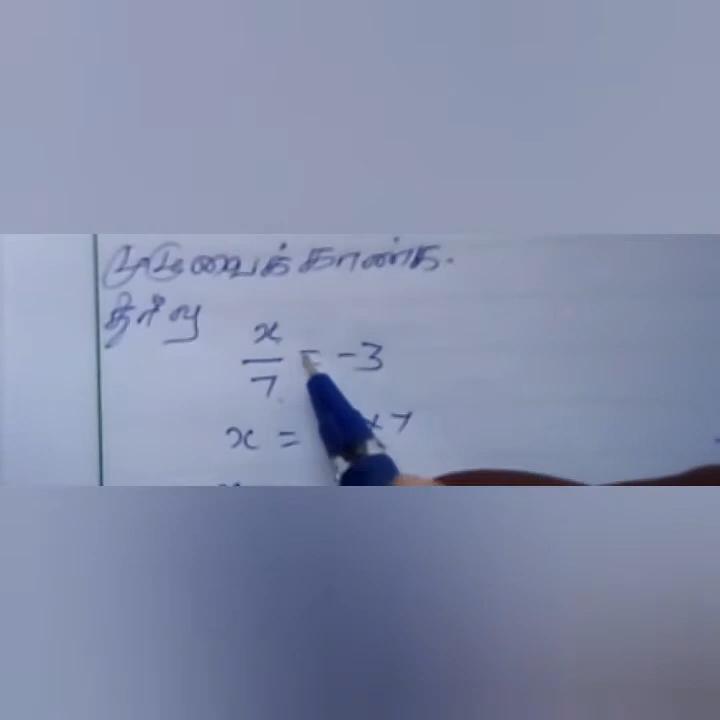 முடிவைக் காண்க.
தீர்வு
x/7 = -3
x = ×7